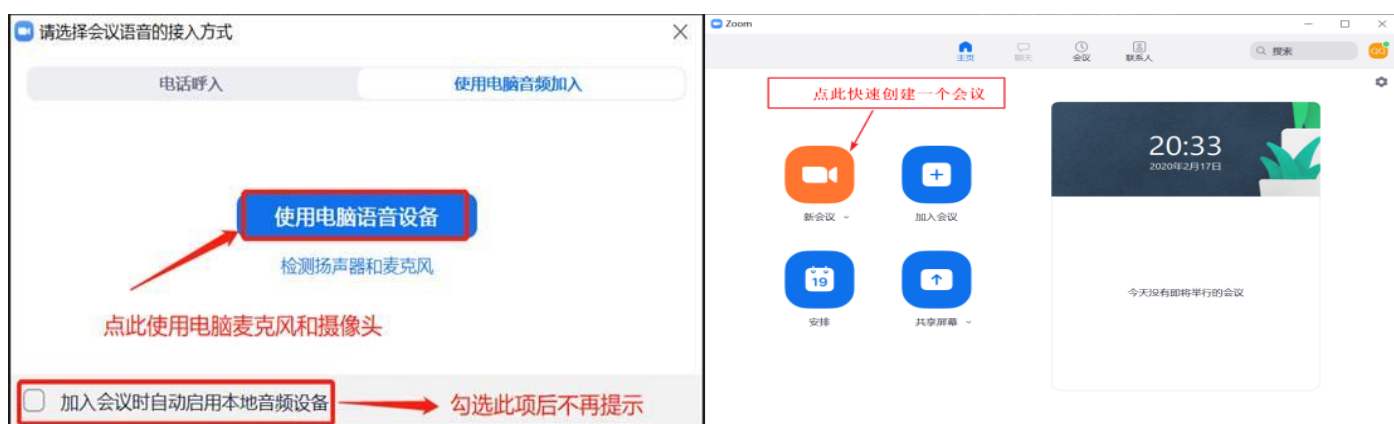 请选择会议语音的接入方式
电话呼入
使用电脑音频加入
使用电脑语音设备
检测扬声器和麦克风
点此使用电脑麦克风和摄像头
加入会议时自动启用本地音频设备
勾选此项后不再提示
Zoom
主页
聊天
会议
联系人
搜索
点此快速创建一个会议
20:33
2020年2月17日
新会议
加入会议
19
安排
共享屏幕
今天没有即将举行的会议